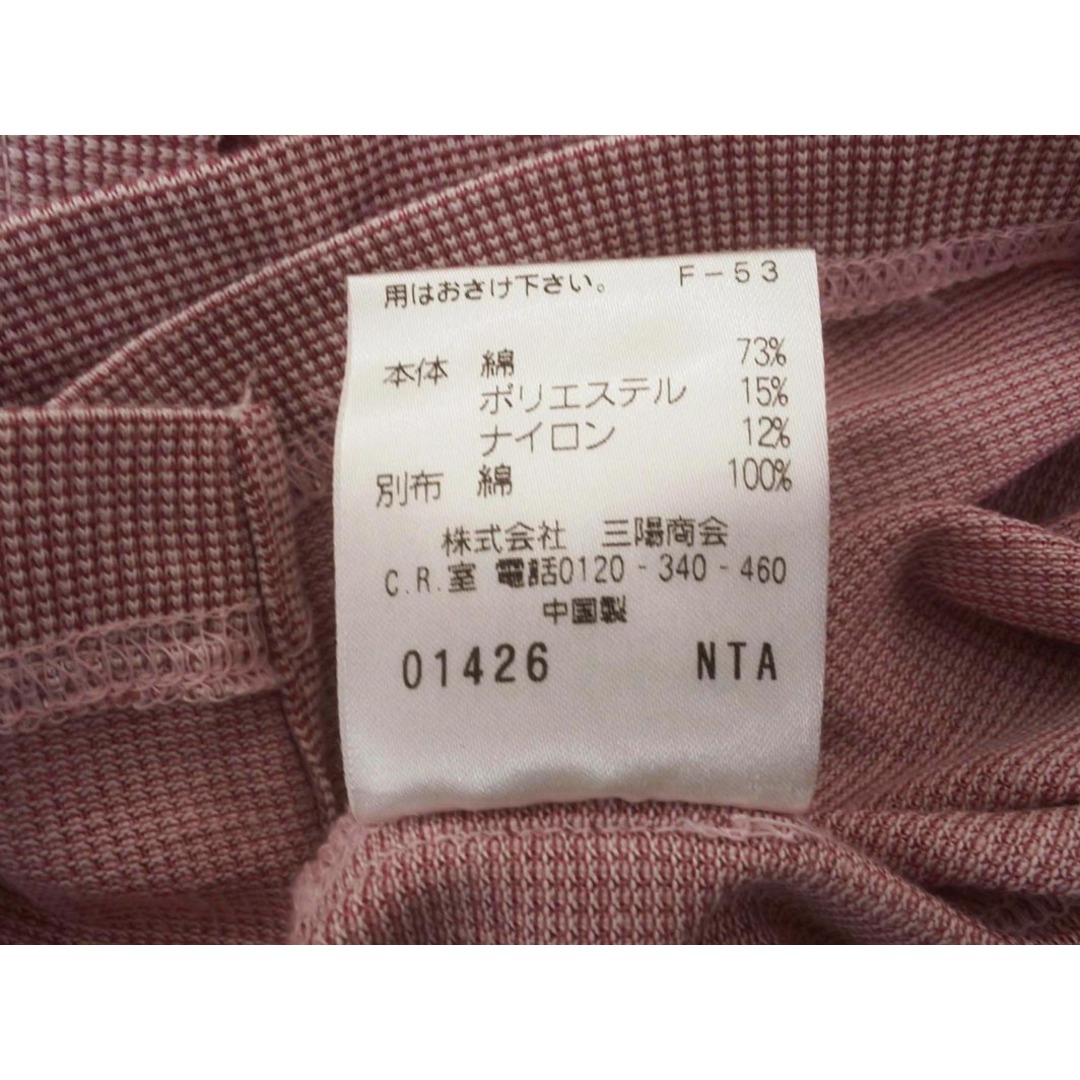 用はおさけ下さい。 F-53
本体 綿 73%
ポリエステル 15%
ナイロン 12%
別布 綿 100%
株式会社 三陽商会
C.R.室 電話0120-340-460
中国製
01426 NTA